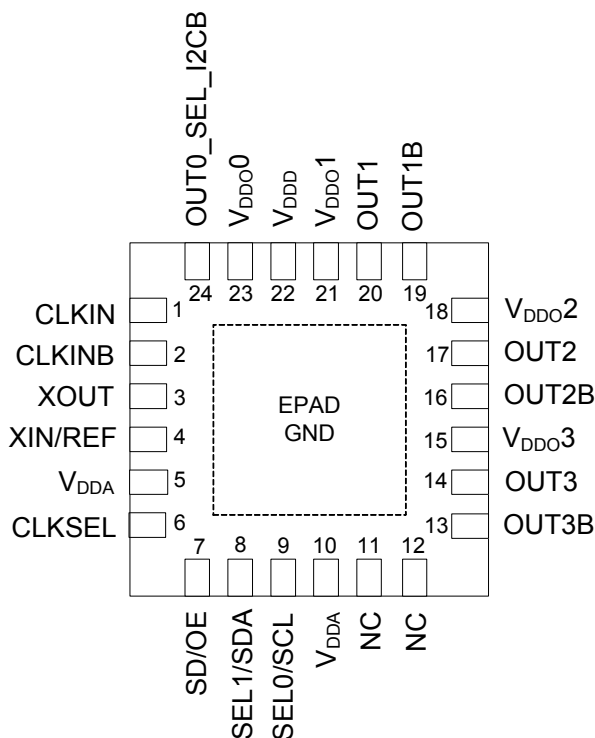 OUT0_SEL_I2CB
VDDO0
VDDD
VDDO1
OUT1
OUT1B
24
23
22
21
20
19
CLKIN
1
CLKINB
2
XOUT
3
XIN/REF
4
VDDA
5
CLKSEL
6
EPAD
GND
18
VDDO2
17
OUT2
16
OUT2B
15
VDDO3
14
OUT3
13
OUT3B
7
8
9
10
11
12
SD/OE
SEL1/SDA
SEL0/SCL
VDDA
NC
NC